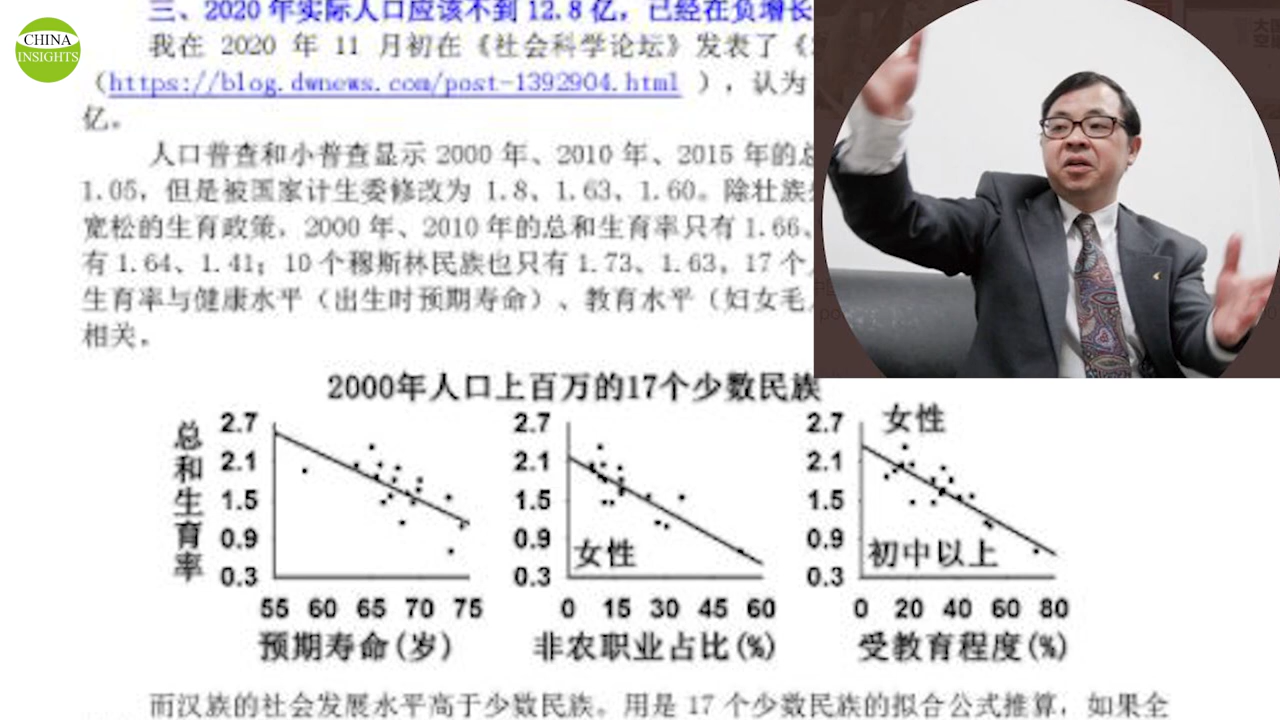 CHINA
INSIGHTS
三、2020年实际人口应该不到12.8亿，已经在负增长
我在 2020 年 11 月初在《社会科学论坛》发表了《
（https://blog.dwnews.com/post-1392904.html ），认为
亿。
人口普查和小普查显示 2000 年、2010 年、2015 年的总
1.05，但是被国家计生委修改为 1.8、1.63、1.60。除壮族
宽松的生育政策，2000 年、2010 年的总和生育率只有 1.66、
有 1.64、1.41；10 个穆斯林民族也只有 1.73、1.63。17 个
生育率与健康水平（出生时预期寿命）、教育水平（妇女毛
相关。
2000年人口上百万的17个少数民族
总和生育率
2.7
2.1
1.5
0.9
0.3
55 60 65 70 75
预期寿命(岁)
2.7
2.1
1.5
0.9
0.3
女性
0 15 30 45 60
非农职业占比(%)
2.7
2.1
1.5
0.9
0.3
女性
初中以上
0 20 40 60 80
受教育程度(%)
而汉族的社会发展水平高于少数民族。用是 17 个少数民族的拟合公式推算，如果全